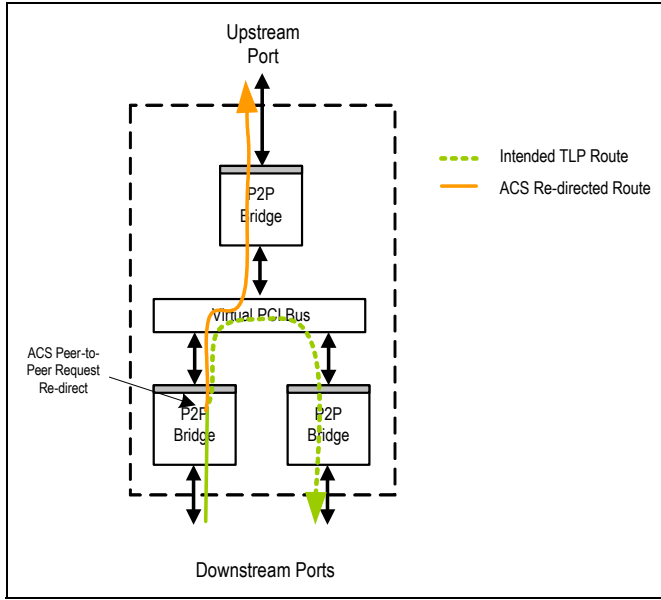 Upstream
Port
Intended TLP Route
ACS Re-directed Route
P2P
Bridge
Virtual PCI Bus
ACS Peer-to-
Peer Request
Re-direct
P2P
Bridge
P2P
Bridge
Downstream Ports